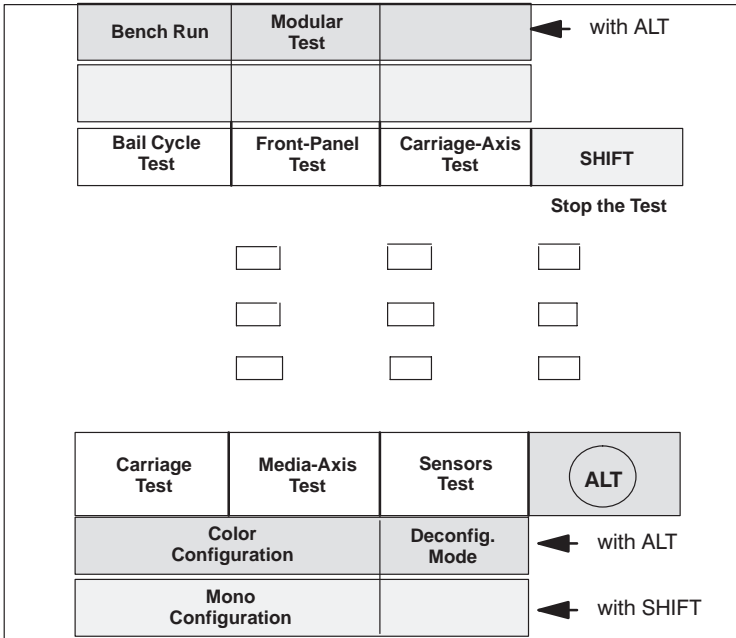 Bench Run
Modular
Test
with ALT
Bail Cycle
Test
Front-Panel
Test
Carriage-Axis
Test
SHIFT
Stop the Test
Carriage
Test
Media-Axis
Test
Sensors
Test
ALT
Color
Configuration
Deconfig.
Mode
with ALT
Mono
Configuration
with SHIFT